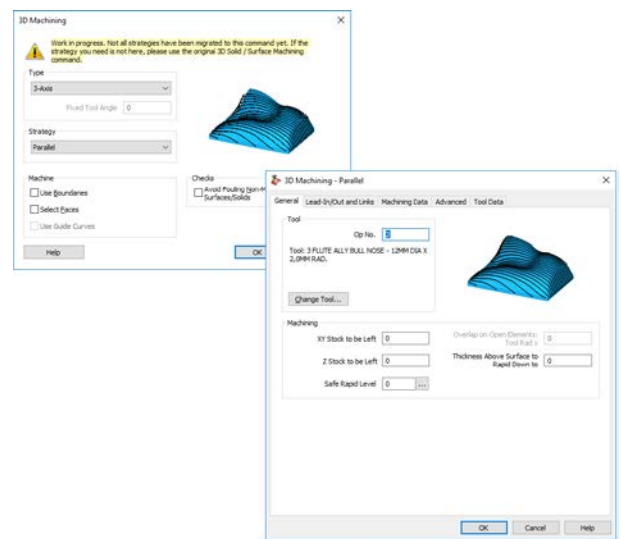 3D Machining
Work in progress. Not all strategies have been migrated to this command yet. If the
strategy you need is not here, please use the original 3D Solid / Surface Machining
command.
Type
3-Axis
Fixed Tool Angle 0
Strategy
Parallel
Machine
Use Boundaries
Select Faces
Use Guide Curves
Checks
Avoid Fouling Non-M
Surfaces/Solids
Help
OK
3D Machining - Parallel
General Lead-In/Out and Links Machining Data Advanced Tool Data
Tool
Op No.
Tool: 3 FLUTE ALLY BULL NOSE - 12MM DIA X
2,0MM RAD.
Change Tool...
Machining
XY Stock to be Left 0
Z Stock to be Left 0
Safe Rapid Level 0 ...
Overlap on Open Elements:
Tool Rad x 0
Thickness Above Surface to
Rapid Down to 0
OK Cancel Help